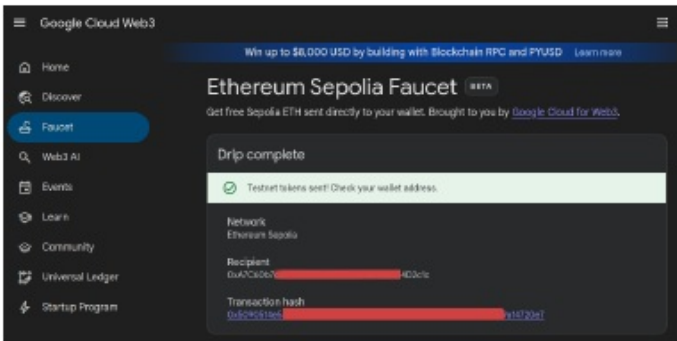 Google Cloud Web3
Win up to $8,000 USD by building with Blockchain RPC and PYUSD Learn more
Home
Discover
Faucet
Web3 AI
Events
Learn
Community
Universal Ledger
Startup Program
Ethereum Sepolia Faucet BETA
Get free Sepolia ETH sent directly to your wallet. Brought to you by Google Cloud for Web3.
Drip complete
Testnet tokens sent! Check your wallet address.
Network
Ethereum Sepolia
Recipient
Transaction hash